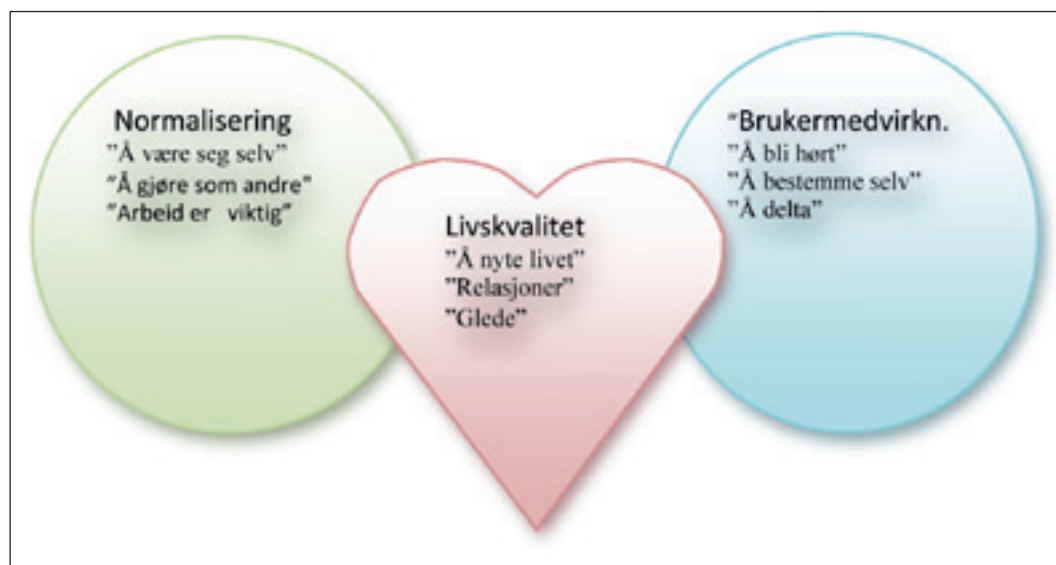 Normalisering
”Å være seg selv”
”Å gjøre som andre”
”Arbeid er viktig”
Livskvalitet
”Å nyte livet”
”Relasjoner”
”Glede”
”Brukermedvirkn.
”Å bli hørt”
”Å bestemme selv”
”Å delta”